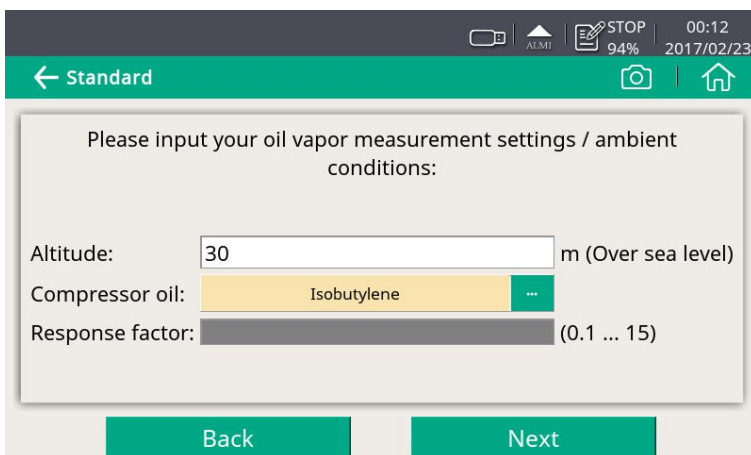 STOP 00:12
ALMI 94% 2017/02/23
Standard
Please input your oil vapor measurement settings / ambient
conditions:
Altitude: 30 m (Over sea level)
Compressor oil: Isobutylene ...
Response factor: (0.1 ... 15)
Back Next